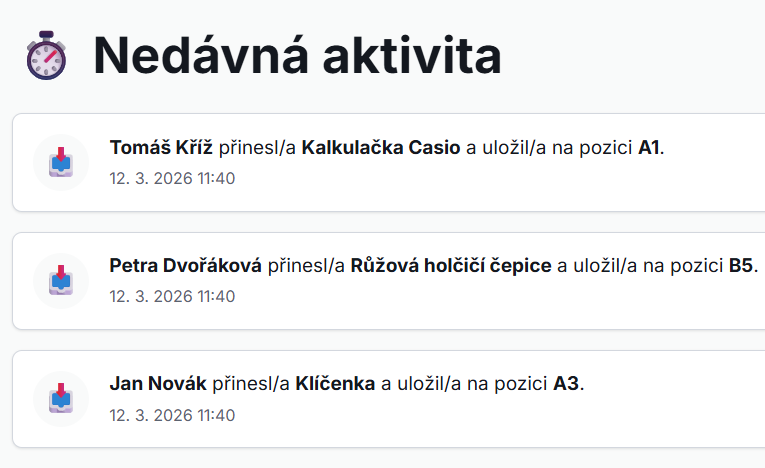 Nedávná aktivita
Tomáš Kříž přinesl/a Kalkulačka Casio a uložil/a na pozici A1.
12. 3. 2026 11:40
Petra Dvořáková přinesl/a Růžová holčičí čepice a uložil/a na pozici B5.
12. 3. 2026 11:40
Jan Novák přinesl/a Klíčenka a uložil/a na pozici A3.
12. 3. 2026 11:40